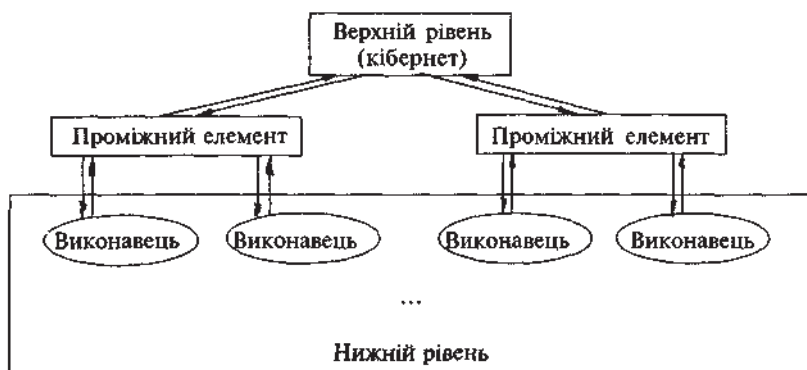 Верхній рівень
(кібернет)
Проміжний елемент
Проміжний елемент
Виконавець
Виконавець
Виконавець
Виконавець
...
Нижній рівень